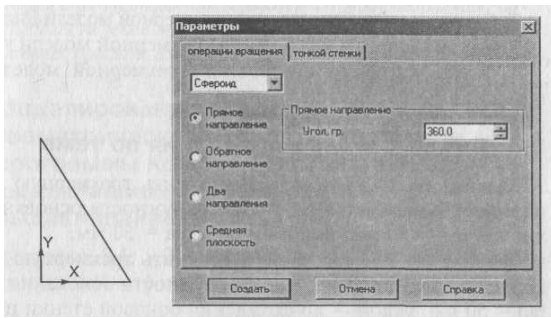 Параметры
операции вращения
тонкой стенки
Сфероид
Прямое
направление
Прямое направление
Угол, гр.
360.0
Обратное
направление
Два
направления
Средняя
плоскость
Y
X
Создать
Отмена
Справка